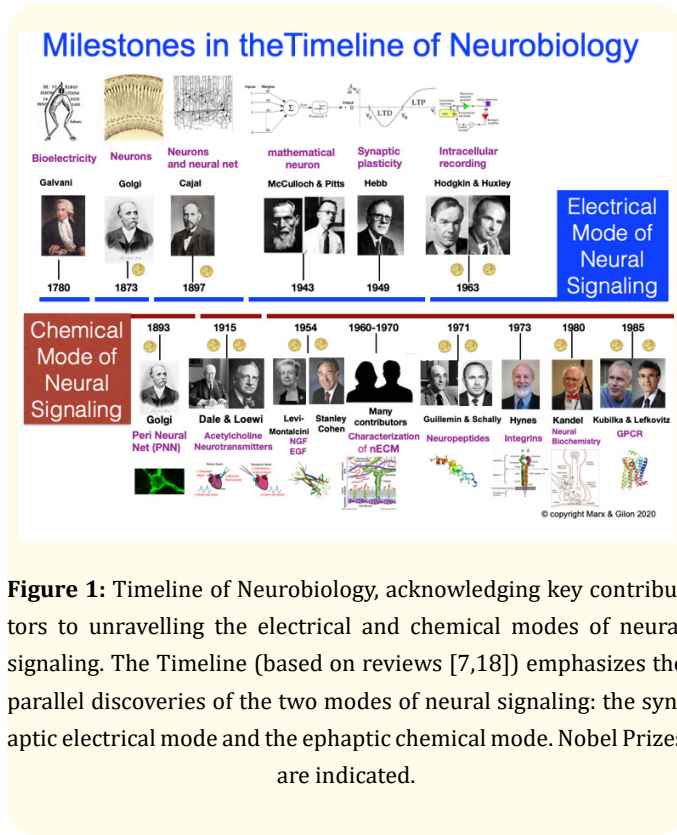 Milestones in theTimeline of Neurobiology
Inputs Weights
Output
LTP
LTD
Bioelectricity
Neurons
Neurons
and neural net
mathematical
neuron
Synaptic
plasticity
Intracellular
recording
Galvani
Golgi
Cajal
McCulloch & Pitts
Hebb
Hodgkin & Huxley
Electrical
Mode of
Neural
Signaling
1780
1873
1897
1943
1949
1963
Chemical
Mode of
Neural
Signaling
1893
1915
1954
1960-1970
1971
1973
1980
1985
Golgi
Dale & Loewi
Levi-
Montalcini
Stanley
Cohen
Many
contributors
Guillemin & Schally
Hynes
Kandel
Kubilka & Lefkovitz
Peri Neural
Net (PNN)
Acetylcholine
Neurotransmitters
NGF
EGF
Characterization
of nECM
Neuropeptides
Integrins
Neural
Biochemistry
GPCR
© copyright Marx & Gilon 2020
Figure 1: Timeline of Neurobiology, acknowledging key contribu
tors to unravelling the electrical and chemical modes of neura
signaling. The Timeline (based on reviews [7,18]) emphasizes the
parallel discoveries of the two modes of neural signaling: the syn
aptic electrical mode and the ephaptic chemical mode. Nobel Prizes
are indicated.